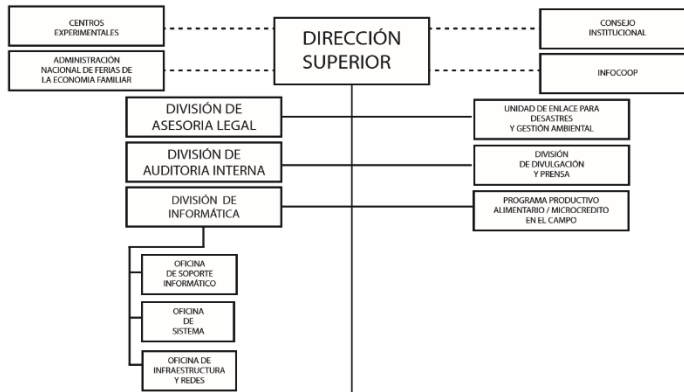 CENTROS
EXPERIMENTALES
DIRECCIÓN
SUPERIOR
CONSEJO
INSTITUCIONAL
ADMINISTRACIÓN
NACIONAL DE FERIAS DE
LA ECONOMIA FAMILIAR
INFOCOOP
DIVISIÓN DE
ASESORIA LEGAL
UNIDAD DE ENLACE PARA
DESASTRES
Y GESTIÓN AMBIENTAL
DIVISIÓN DE
AUDITORIA INTERNA
DIVISIÓN
DE DIVULGACIÓN
Y PRENSA
DIVISIÓN DE
INFORMÁTICA
PROGRAMA PRODUCTIVO
ALIMENTARIO / MICROCREDITO
EN EL CAMPO
OFICINA
DE SOPORTE
INFORMÁTICO
OFICINA
DE
SISTEMA
OFICINA DE
INFRAESTRUCTURA
Y REDES